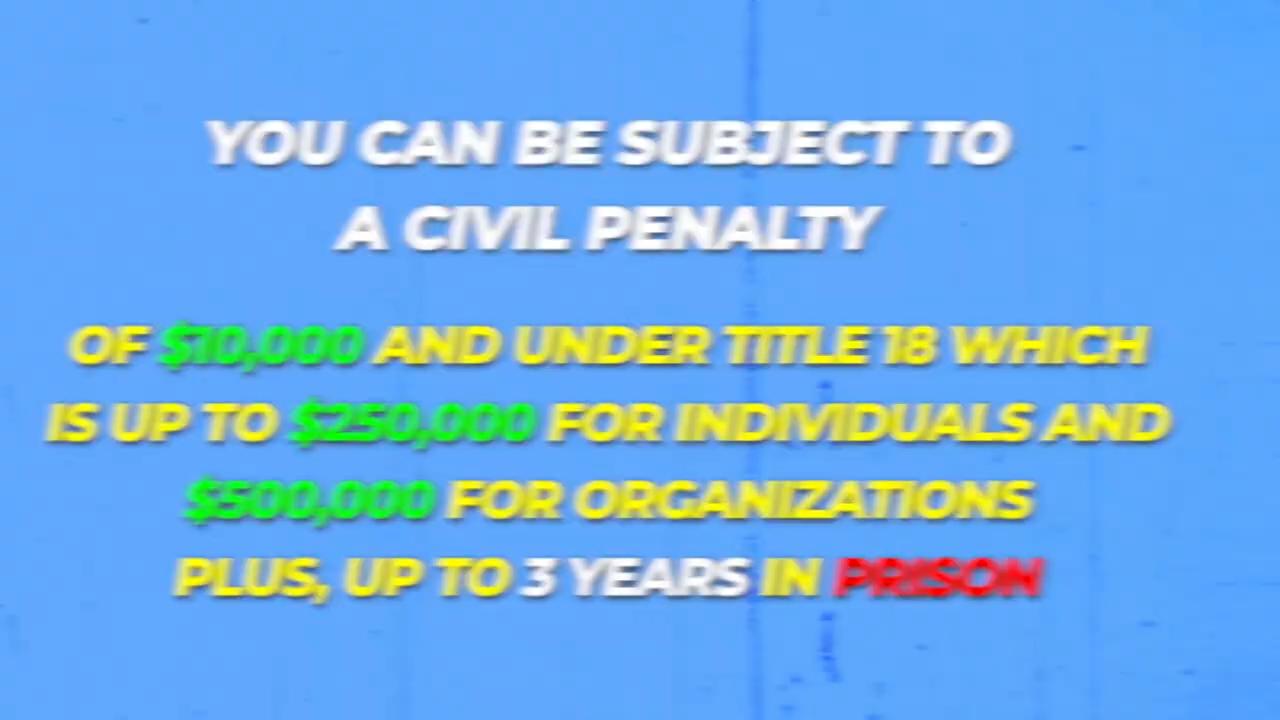 YOU CAN BE SUBJECT TO
A CIVIL PENALTY
OF $10,000 AND UNDER TITLE 18 WHICH
IS UP TO $250,000 FOR INDIVIDUALS AND
$500,000 FOR ORGANIZATIONS
PLUS, UP TO 3 YEARS IN PRISON